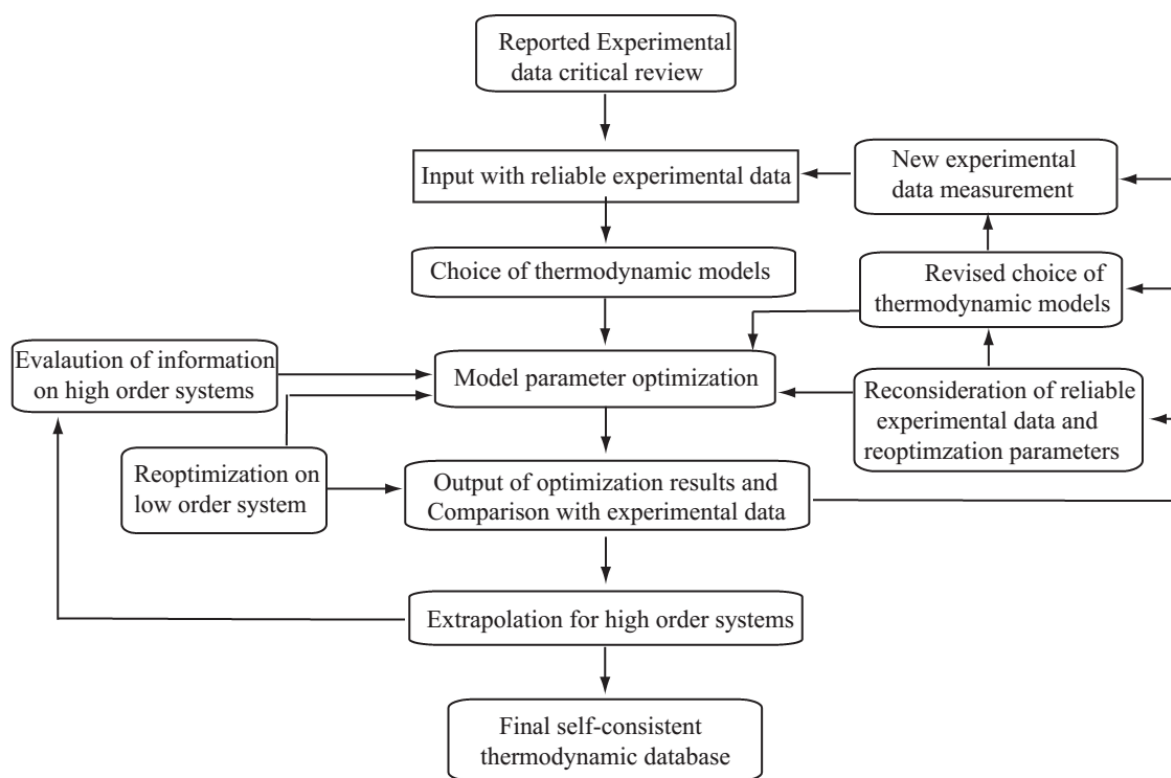 Reported Experimental
data critical review
Input with reliable experimental data
New experimental
data measurement
Choice of thermodynamic models
Revised choice of
thermodynamic models
Evalaution of information
on high order systems
Model parameter optimization
Reconsideration of reliable
experimental data and
reoptimzation parameters
Reoptimization on
low order system
Output of optimization results and
Comparison with experimental data
Extrapolation for high order systems
Final self-consistent
thermodynamic database